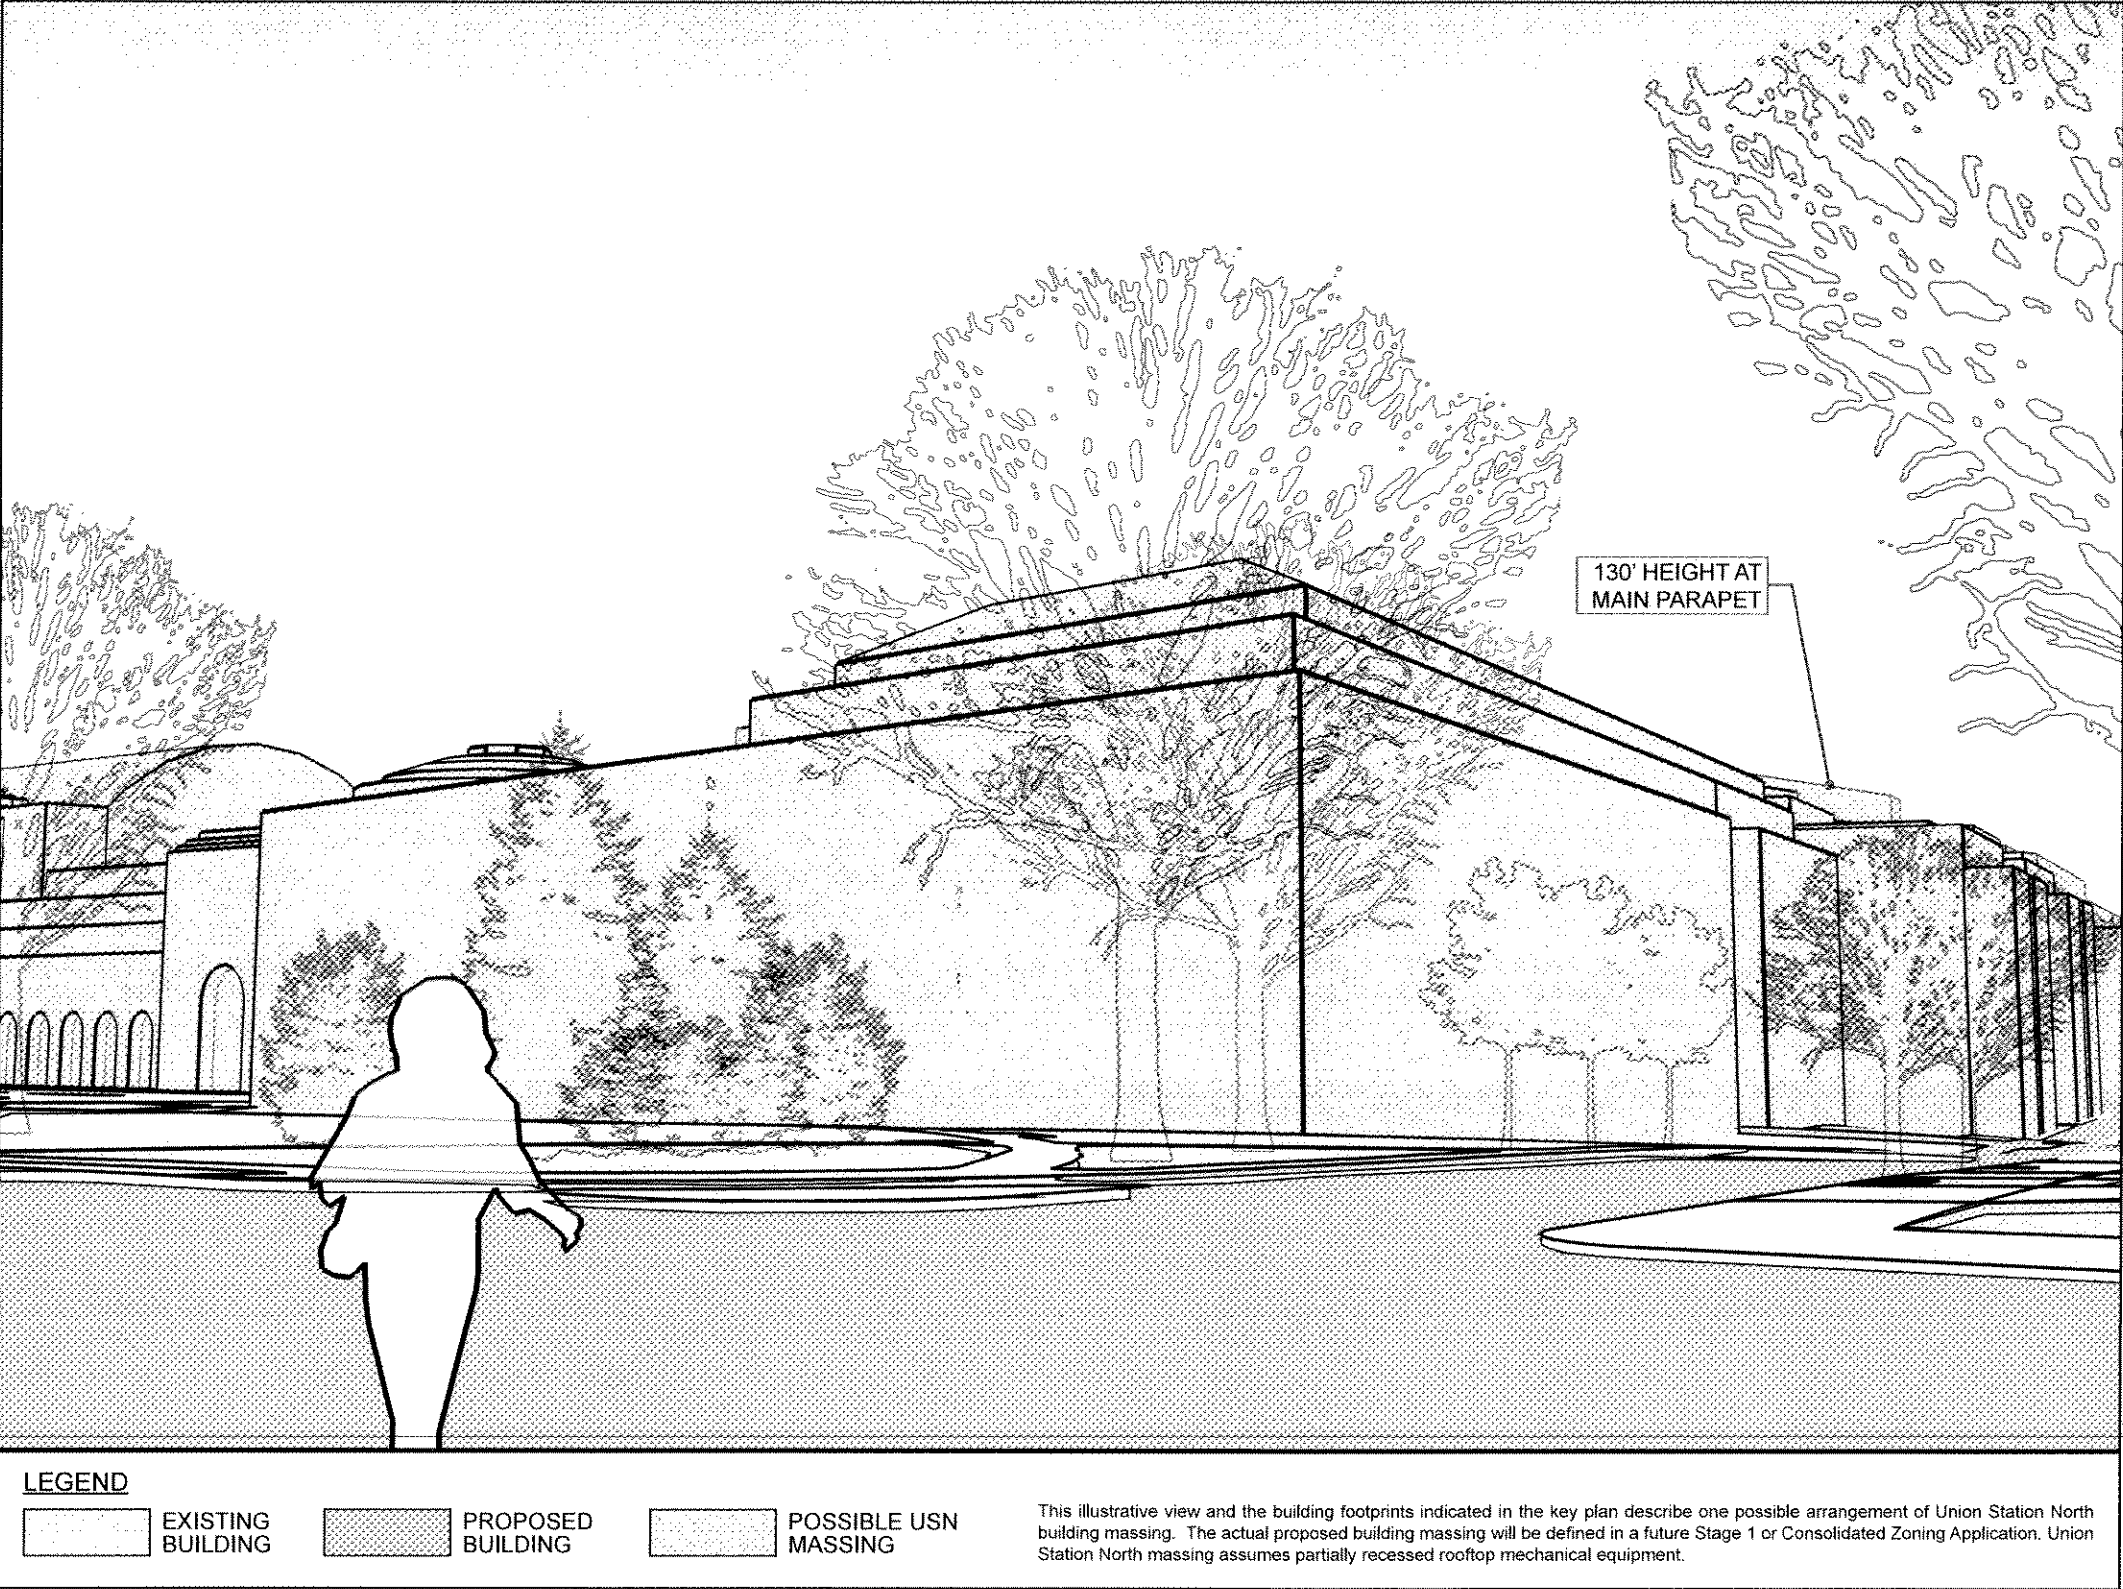 130' HEIGHT AT
MAIN PARAPET
LEGEND
EXISTING
BUILDING
PROPOSED
BUILDING
POSSIBLE USN
MASSING
This illustrative view and the building footprints indicated in the key plan describe one possible arrangement of Union Station North
building massing. The actual proposed building massing will be defined in a future Stage 1 or Consolidated Zoning Application. Union
Station North massing assumes partially recessed rooftop mechanical equipment.